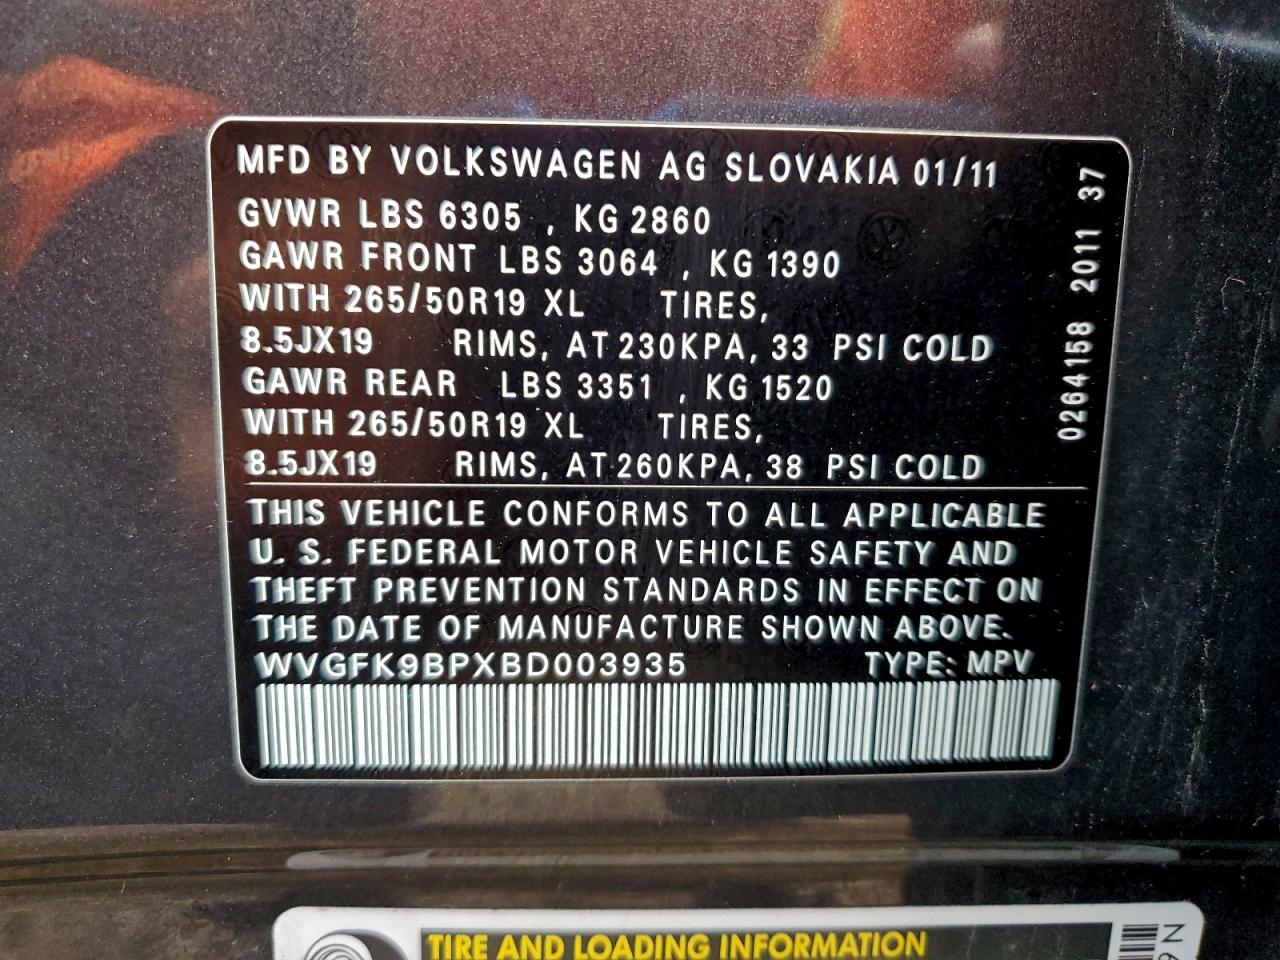 MFD BY VOLKSWAGEN AG SLOVAKIA 01/11
GVWR LBS 6305 , KG 2860
GAWR FRONT LBS 3064 , KG 1390
WITH 265/50R19 XL TIRES,
8.5JX19 RIMS, AT 230KPA, 33 PSI COLD
GAWR REAR LBS 3351 , KG 1520
WITH 265/50R19 XL TIRES,
8.5JX19 RIMS, AT 260KPA, 38 PSI COLD
THIS VEHICLE CONFORMS TO ALL APPLICABLE
U. S. FEDERAL MOTOR VEHICLE SAFETY AND
THEFT PREVENTION STANDARDS IN EFFECT ON
THE DATE OF MANUFACTURE SHOWN ABOVE.
WVGFK9BPXBD003935 TYPE: MPV
0264158 2011 37
TIRE AND LOADING INFORMATION